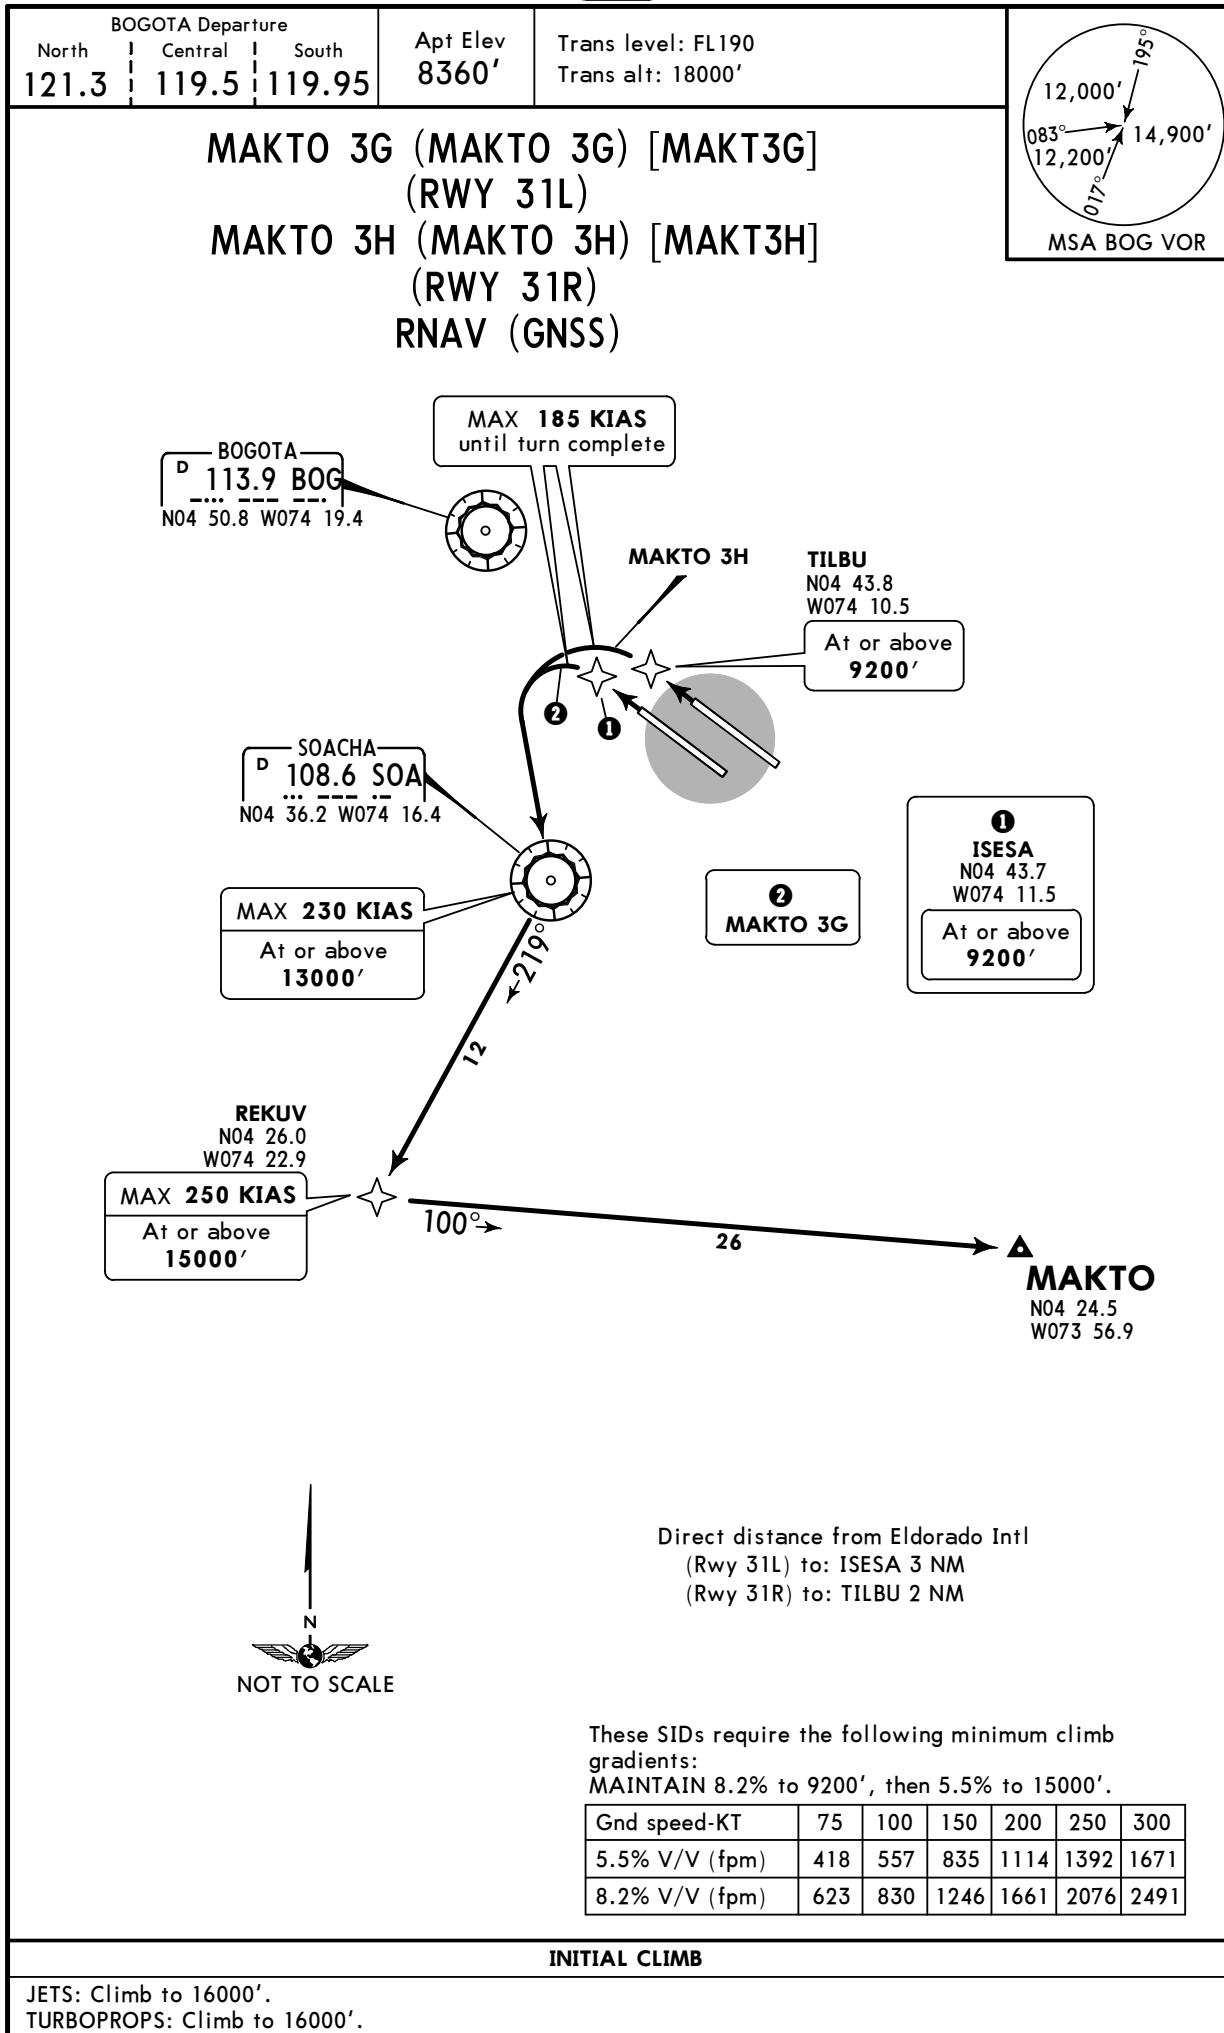 BOGOTA Departure
North Central South
121.3 119.5 119.95
Apt Elev
8360'
Trans level: FL190
Trans alt: 18000'
195°
12,000'
083°
14,900'
12,200'
017°
MSA BOG VOR
MAKTO 3G (MAKTO 3G) [MAKT3G]
(RWY 31L)
MAKTO 3H (MAKTO 3H) [MAKT3H]
(RWY 31R)
RNAV (GNSS)
MAX 185 KIAS
until turn complete
BOGOTA
D 113.9 BOG
N04 50.8 W074 19.4
MAKTO 3H
TILBU
N04 43.8
W074 10.5
At or above
9200'
2
1
SOACHA
D 108.6 SOA
N04 36.2 W074 16.4
MAX 230 KIAS
At or above
13000'
2
MAKTO 3G
1
ISESA
N04 43.7
W074 11.5
At or above
9200'
219°
12
REKUV
N04 26.0
W074 22.9
MAX 250 KIAS
At or above
15000'
100°
26
MAKTO
N04 24.5
W073 56.9
Direct distance from Eldorado Intl
(Rwy 31L) to: ISESA 3 NM
(Rwy 31R) to: TILBU 2 NM
N
NOT TO SCALE
These SIDs require the following minimum climb
gradients:
MAINTAIN 8.2% to 9200', then 5.5% to 15000'.
Gnd speed-KT 75 100 150 200 250 300
5.5% V/V (fpm) 418 557 835 1114 1392 1671
8.2% V/V (fpm) 623 830 1246 1661 2076 2491
INITIAL CLIMB
JETS: Climb to 16000'.
TURBOPROPS: Climb to 16000'.